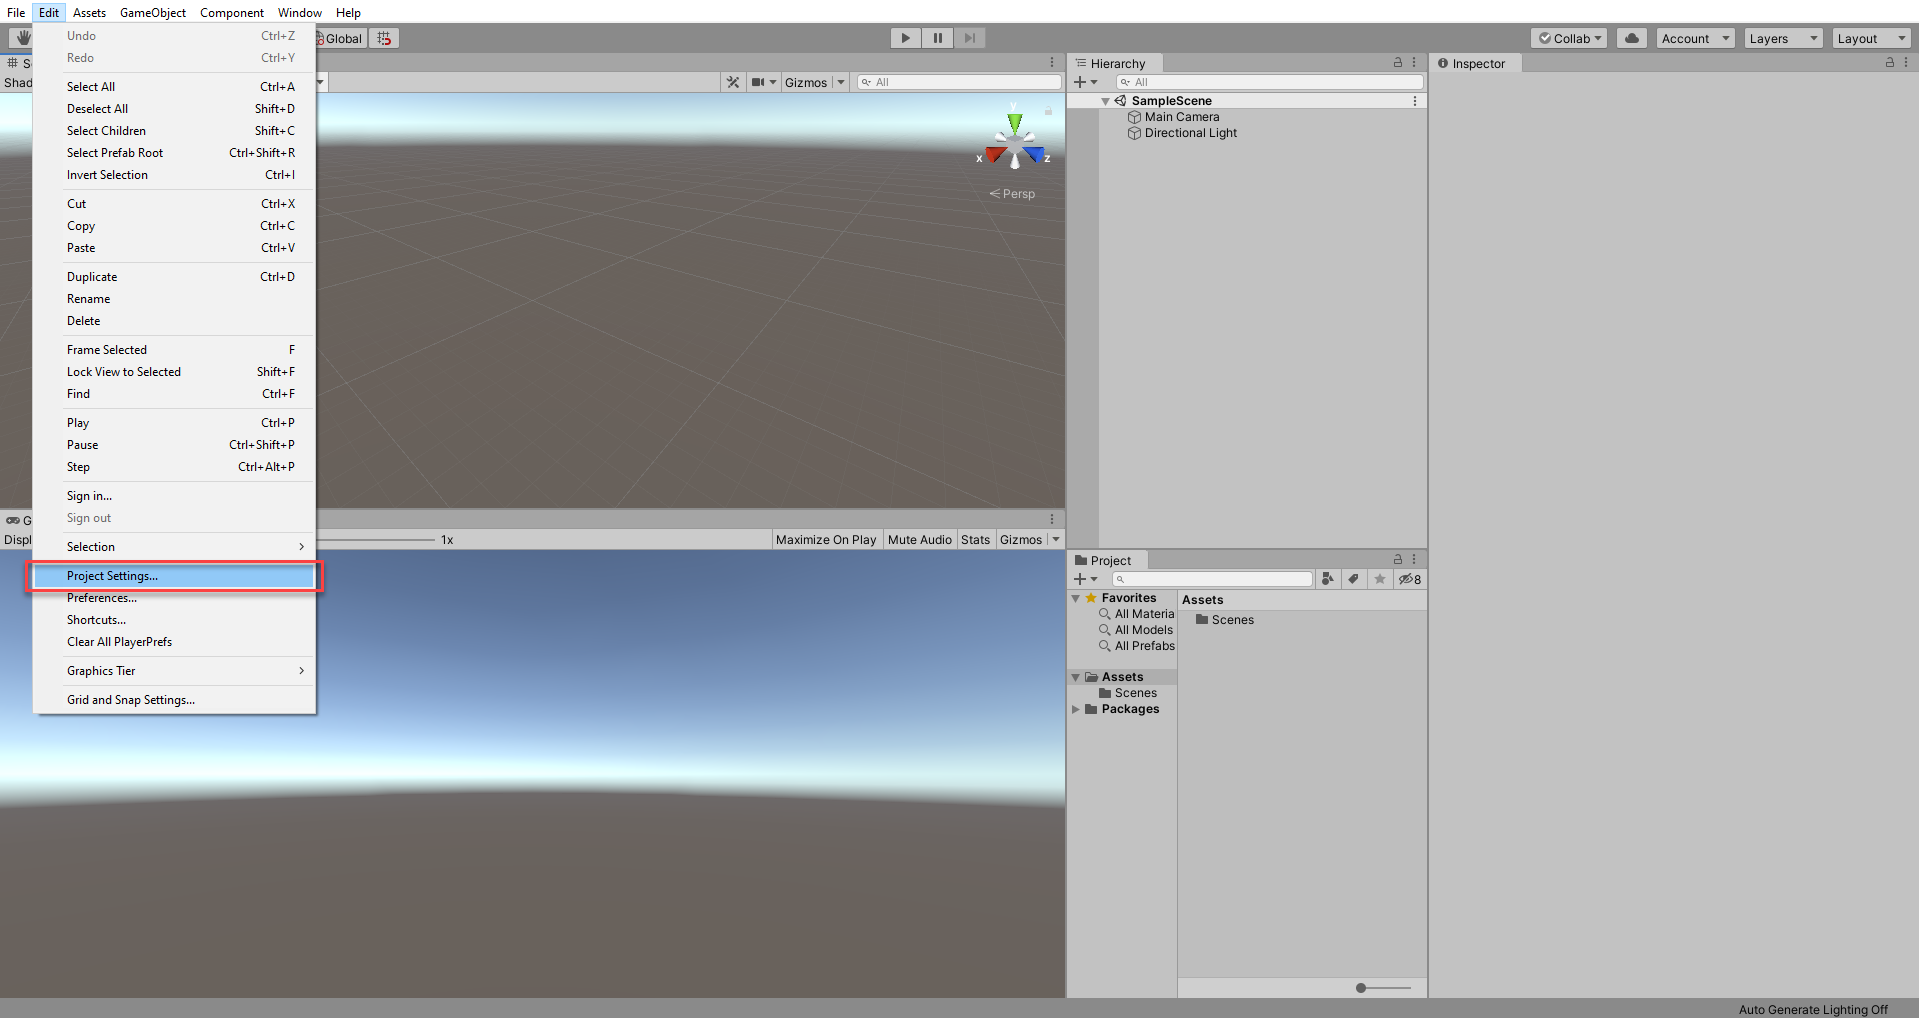 File Edit Assets GameObject Component Window Help
Global
Collab Account Layers Layout
Undo Ctrl+Z
Redo Ctrl+Y
Select All Ctrl+A
Deselect All Shift+D
Select Children Shift+C
Select Prefab Root Ctrl+Shift+R
Invert Selection Ctrl+I
Cut Ctrl+X
Copy Ctrl+C
Paste Ctrl+V
Duplicate Ctrl+D
Rename
Delete
Frame Selected F
Lock View to Selected Shift+F
Find Ctrl+F
Play Ctrl+P
Pause Ctrl+Shift+P
Step Ctrl+Alt+P
Sign in...
Sign out
Selection
Project Settings...
Preferences...
Shortcuts...
Clear All PlayerPrefs
Graphics Tier
Grid and Snap Settings...
S
Shad
Gizmos All
y
x z
Persp
G
Displ
1x Maximize On Play Mute Audio Stats Gizmos
Hierarchy
All
SampleScene
Main Camera
Directional Light
Project
8
Favorites
All Materia
All Models
All Prefabs
Assets
Scenes
Packages
Assets
Scenes
Inspector
Auto Generate Lighting Off